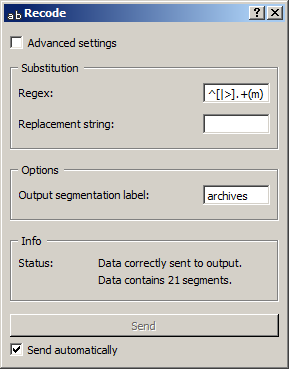 ab Recode
Advanced settings
Substitution
Regex: ^[|>].+(m)
Replacement string:
Options
Output segmentation label: archives
Info
Status: Data correctly sent to output.
Data contains 21 segments.
Send
Send automatically